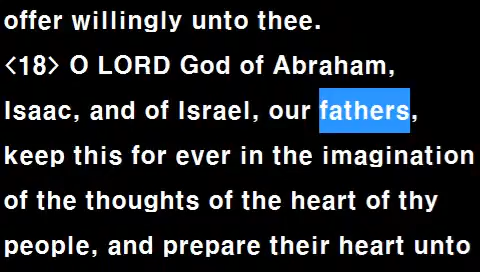 offer willingly unto thee.
<18> O LORD God of Abraham,
Isaac, and of Israel, our fathers,
keep this for ever in the imagination
of the thoughts of the heart of thy
people, and prepare their heart unto